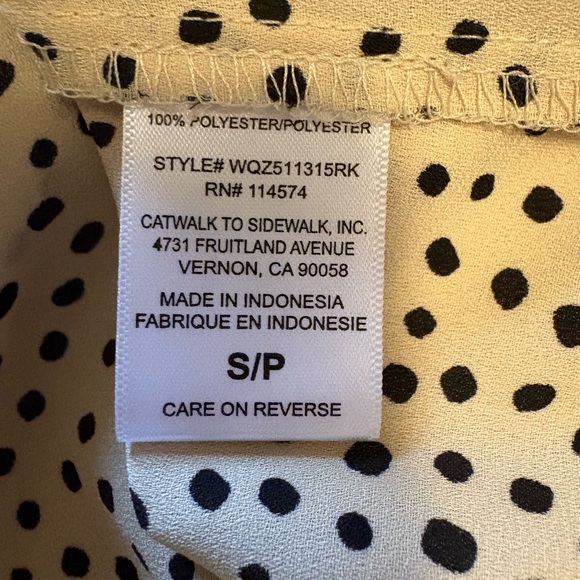 100% POLYESTER/POLYESTER
STYLE# WQZ511315RK
RN# 114574
CATWALK TO SIDEWALK, INC.
4731 FRUITLAND AVENUE
VERNON, CA 90058
MADE IN INDONESIA
FABRIQUE EN INDONESIE
S/P
CARE ON REVERSE